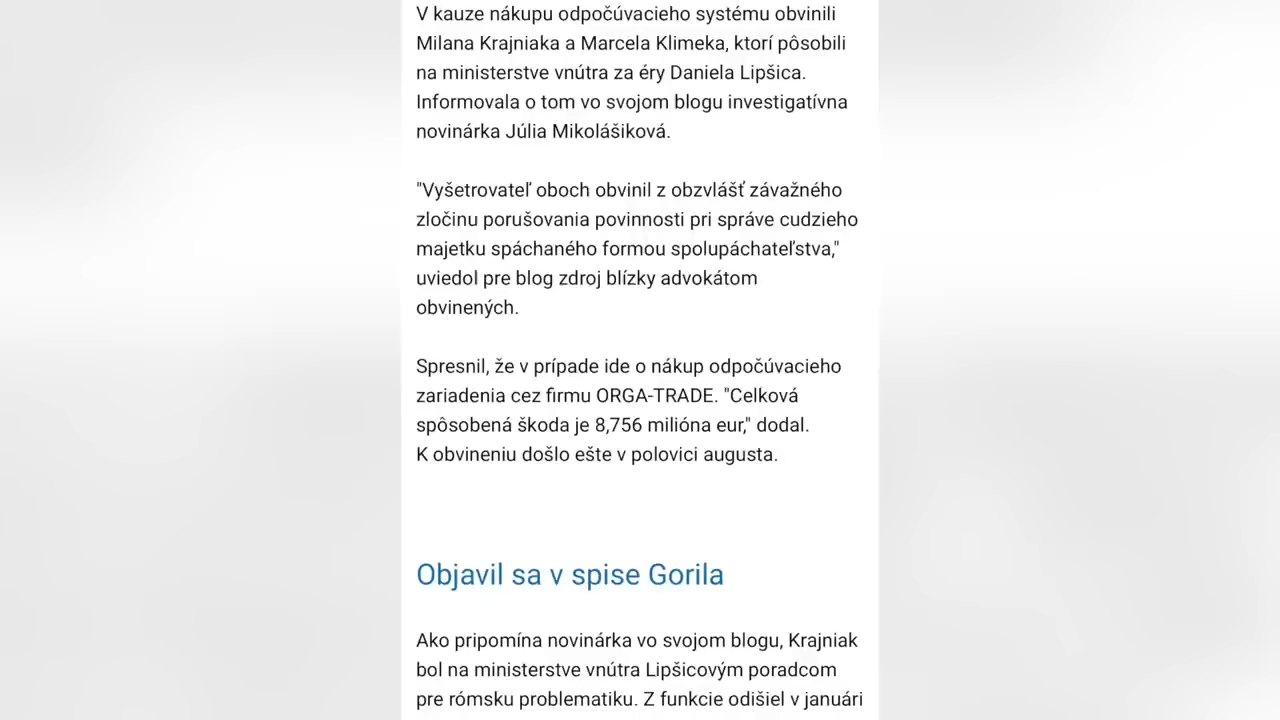 V kauze nákupu odpočúvacieho systému obvinili
Milana Krajniaka a Marcela Klimeka, ktorí pôsobili
na ministerstve vnútra za éry Daniela Lipšica.
Informovala o tom vo svojom blogu investigatívna
novinárka Júlia Mikolášiková.
"Vyšetrovateľ oboch obvinil z obzvlášť závažného
zločinu porušovania povinnosti pri správe cudzieho
majetku spáchaného formou spolupáchateľstva,"
uviedol pre blog zdroj blízky advokátom
obvinených.
Spresnil, že v prípade ide o nákup odpočúvacieho
zariadenia cez firmu ORGA-TRADE. "Celková
spôsobená škoda je 8,756 milióna eur," dodal.
K obvineniu došlo ešte v polovici augusta.
Objavil sa v spise Gorila
Ako pripomína novinárka vo svojom blogu, Krajniak
bol na ministerstve vnútra Lipšicovým poradcom
pre rómsku problematiku. Z funkcie odišiel v januári